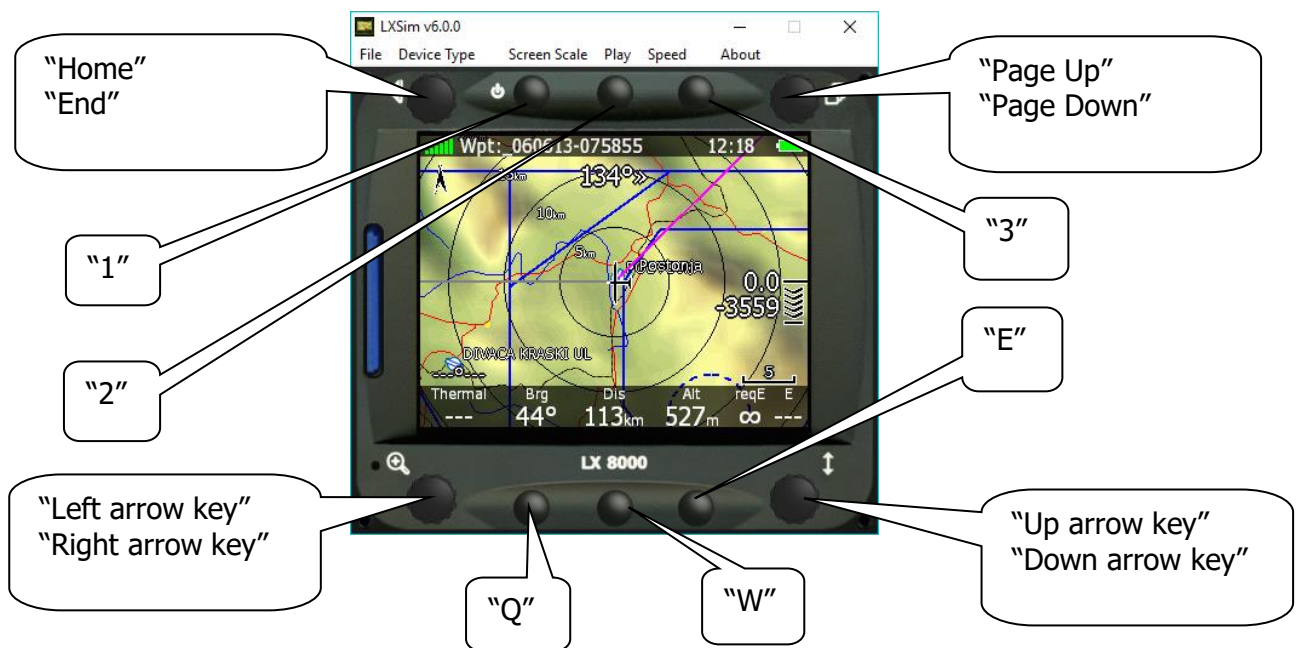 LXSim v6.0.0
File Device Type Screen Scale Play Speed About
“Home”
“End”
“Page Up”
“Page Down”
“1”
“2”
“3”
“E”
Wpt:_060613-075855 12:18
134°»
15km
10km
5km
Postonja
0.0
-3559
DIVACA KRASKI UL
---°---
5
Thermal Brg Dis Alt reqE E
--- 44° 113km 527m ∞ ---
LX 8000
“Left arrow key”
“Right arrow key”
“Up arrow key”
“Down arrow key”
“Q”
“W”